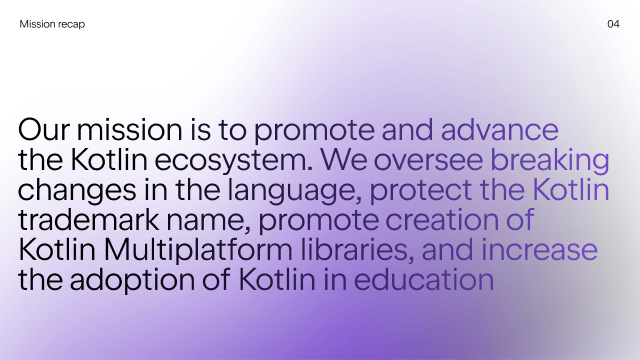 Mission recap
04
Our mission is to promote and advance
the Kotlin ecosystem. We oversee breaking
changes in the language, protect the Kotlin
trademark name, promote creation of
Kotlin Multiplatform libraries, and increase
the adoption of Kotlin in education